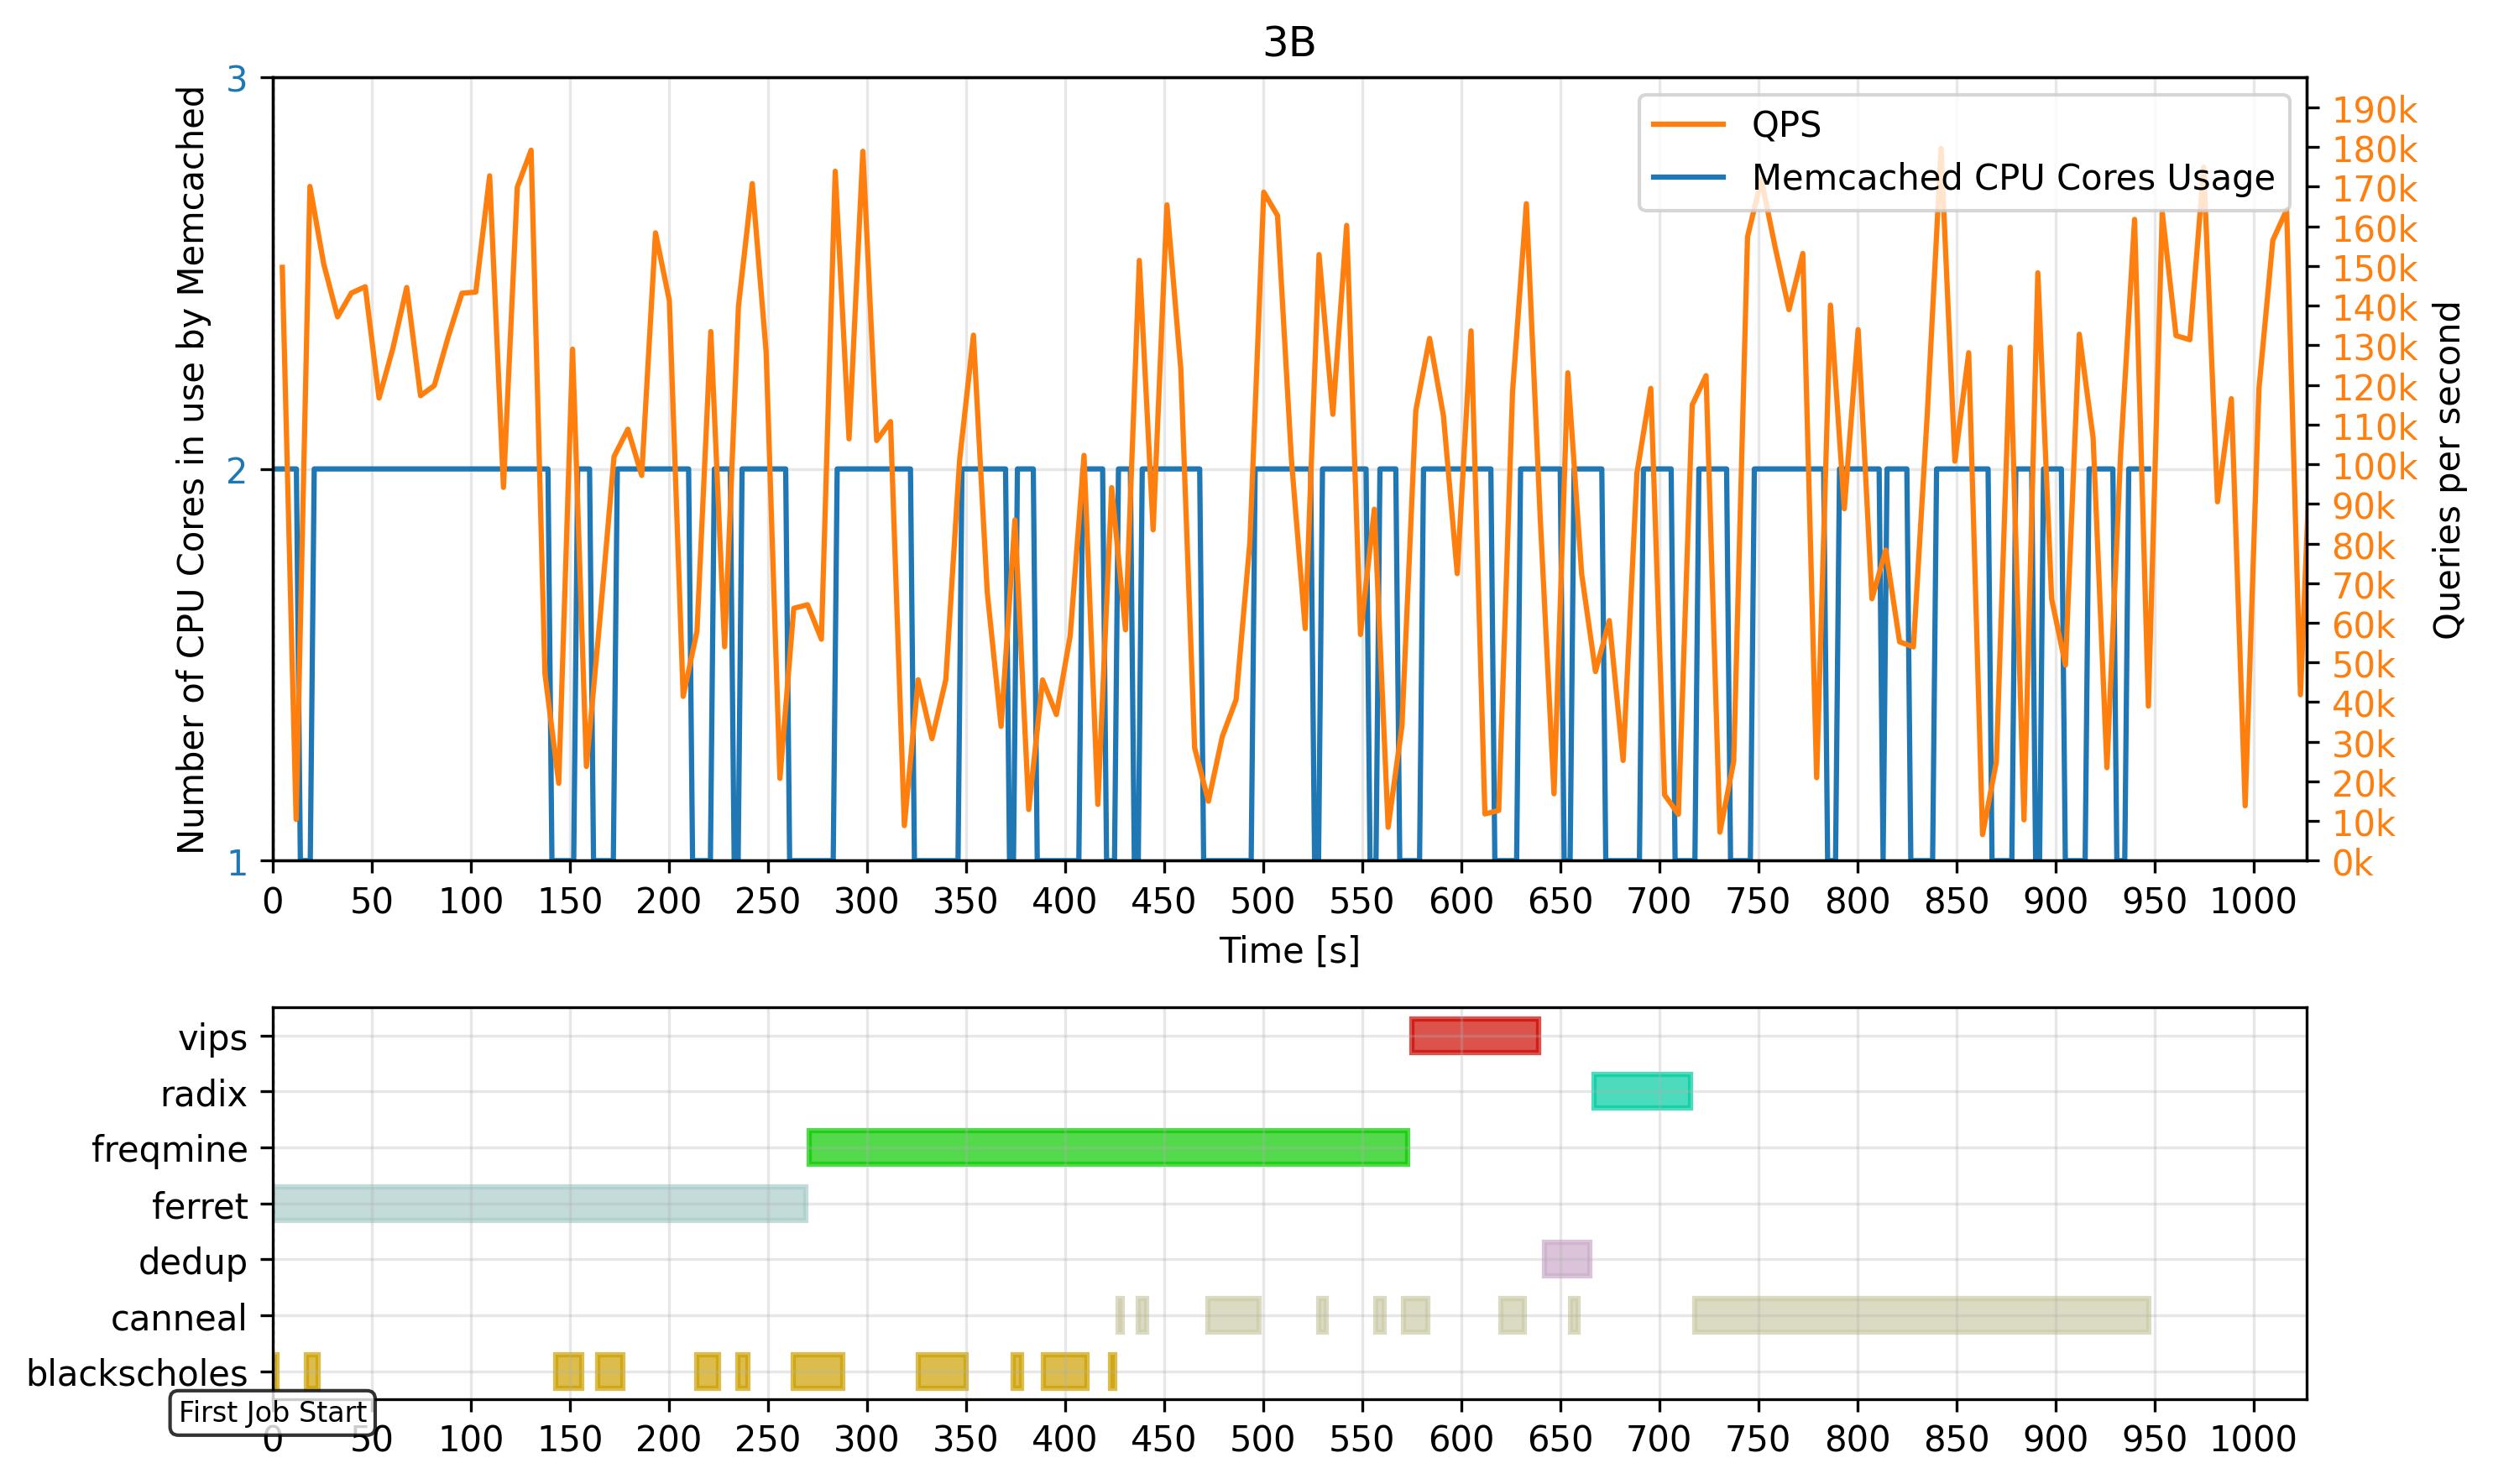 3B
Number of CPU Cores in use by Memcached
3
2
1
QPS
Memcached CPU Cores Usage
190k
180k
170k
160k
150k
140k
130k
120k
110k
100k
90k
80k
70k
60k
50k
40k
30k
20k
10k
0k
Queries per second
0 50 100 150 200 250 300 350 400 450 500 550 600 650 700 750 800 850 900 950 1000
Time [s]
vips
radix
freqmine
ferret
dedup
canneal
blackscholes
First Job Start
0 50 100 150 200 250 300 350 400 450 500 550 600 650 700 750 800 850 900 950 1000